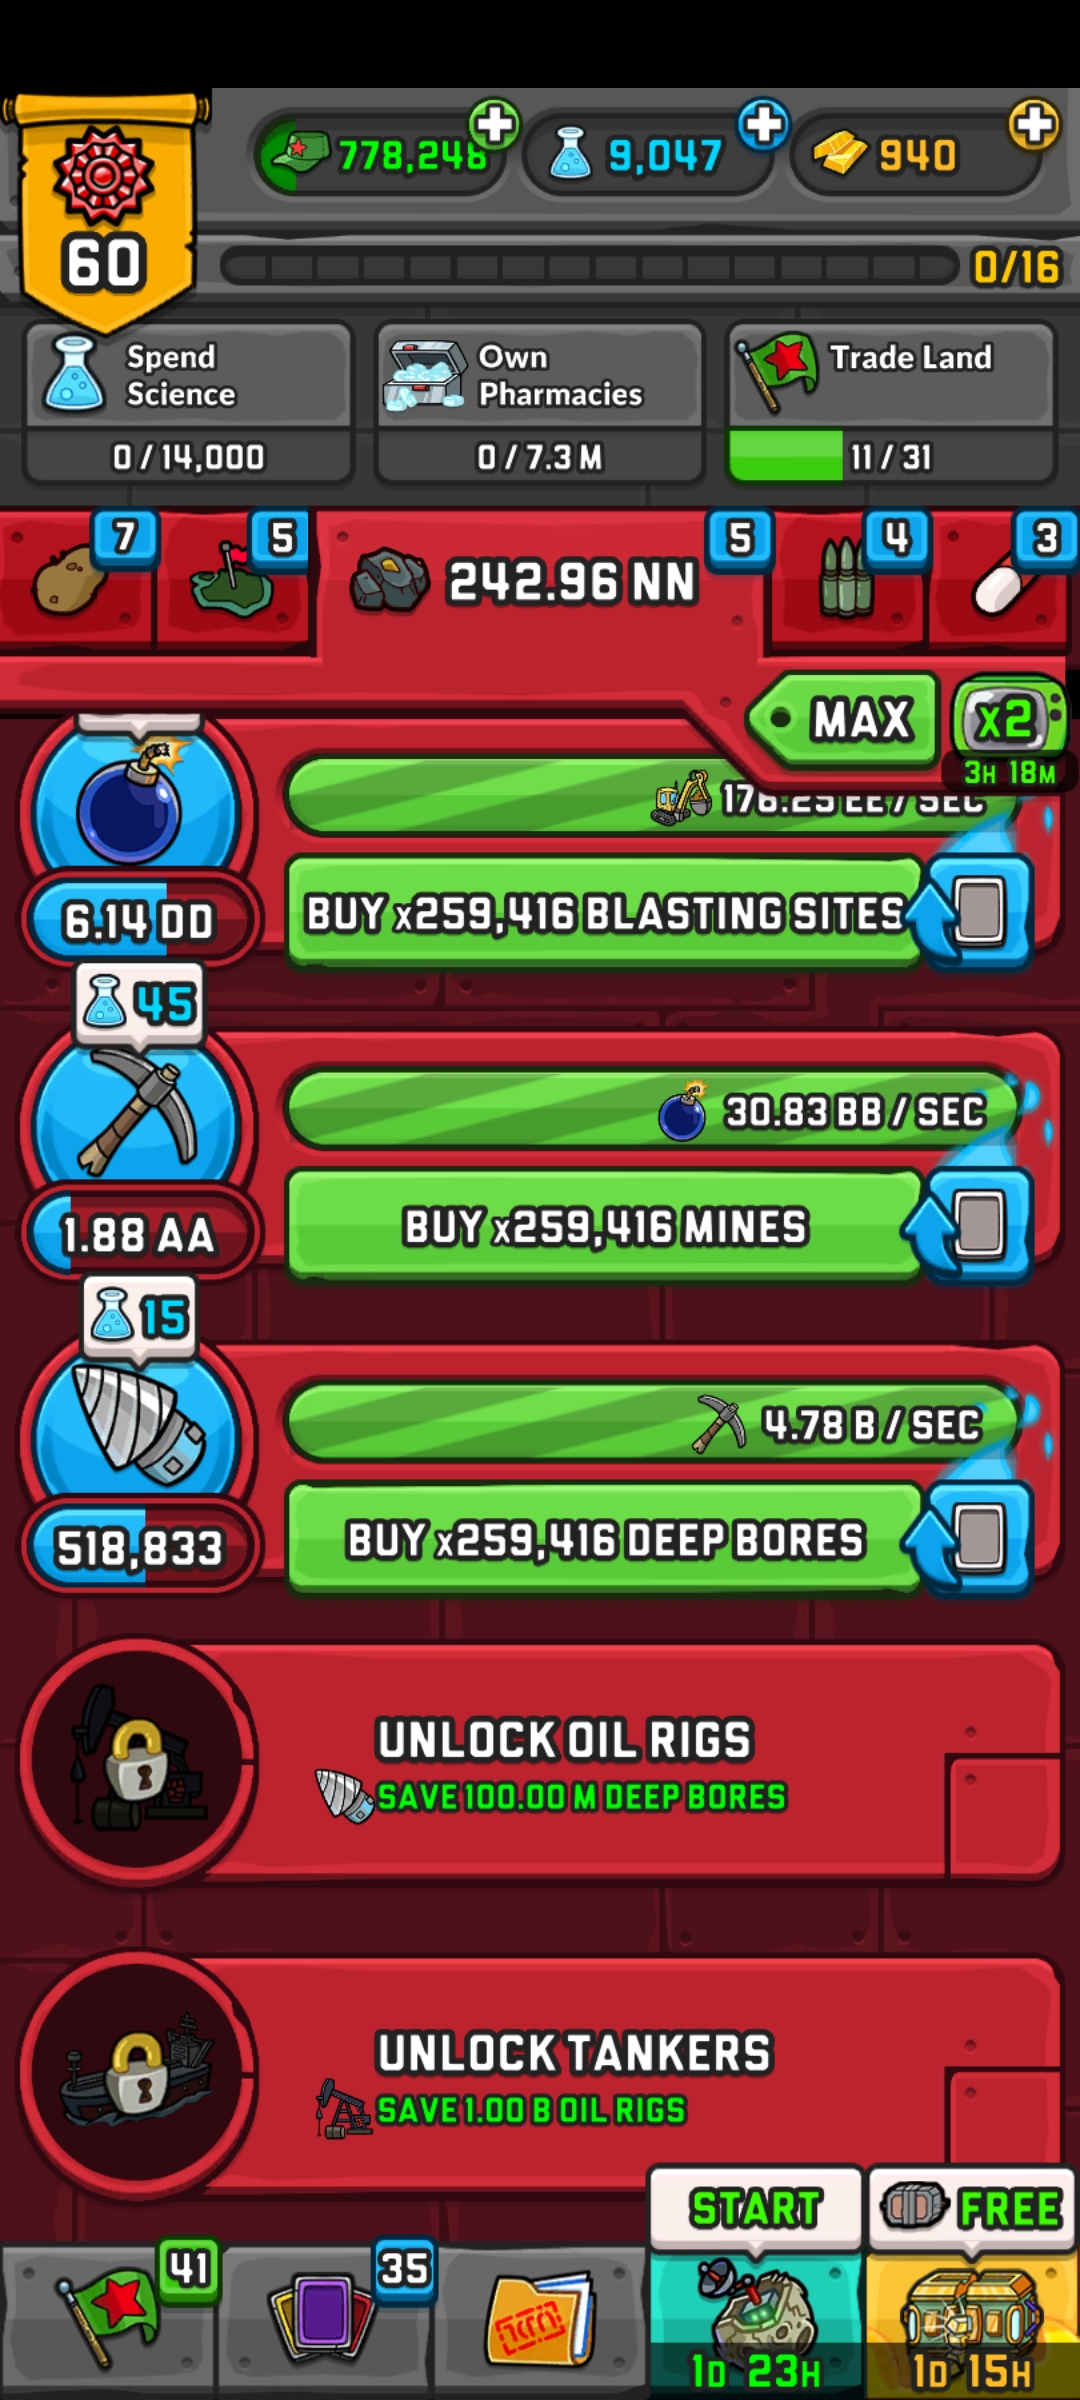 60
778,248
9,047
940
0/16
Spend
Science
0 / 14,000
Own
Pharmacies
0 / 7.3 M
Trade Land
11 / 31
7
5
242.96 NN
5
4
3
MAX
x2
3H 18M
176.25 EE / SEC
6.14 DD
BUY x259,416 BLASTING SITES
45
30.83 BB / SEC
1.88 AA
BUY x259,416 MINES
15
4.78 B / SEC
518,833
BUY x259,416 DEEP BORES
UNLOCK OIL RIGS
SAVE 100.00 M DEEP BORES
UNLOCK TANKERS
SAVE 1.00 B OIL RIGS
START
FREE
41
35
1D 23H
1D 15H